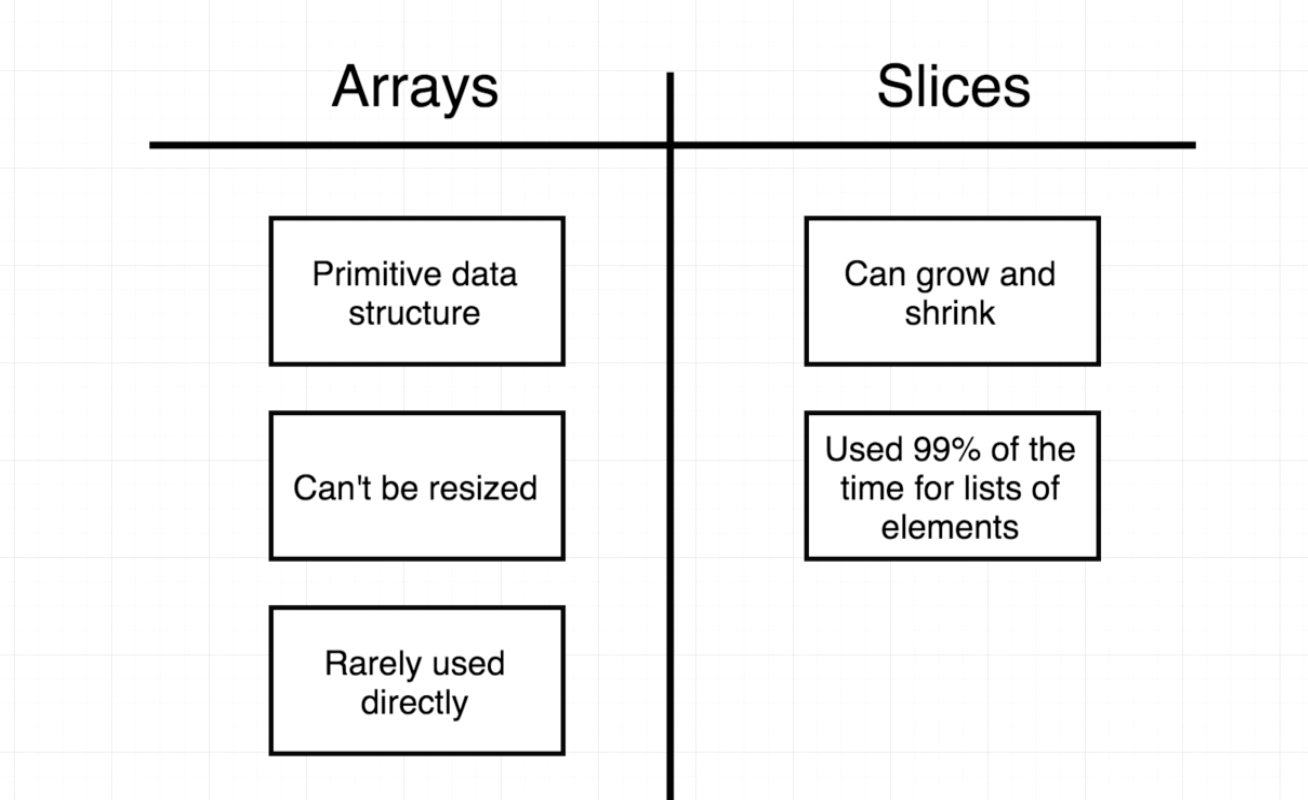 Arrays
Slices
Primitive data
structure
Can grow and
shrink
Can't be resized
Used 99% of the
time for lists of
elements
Rarely used
directly